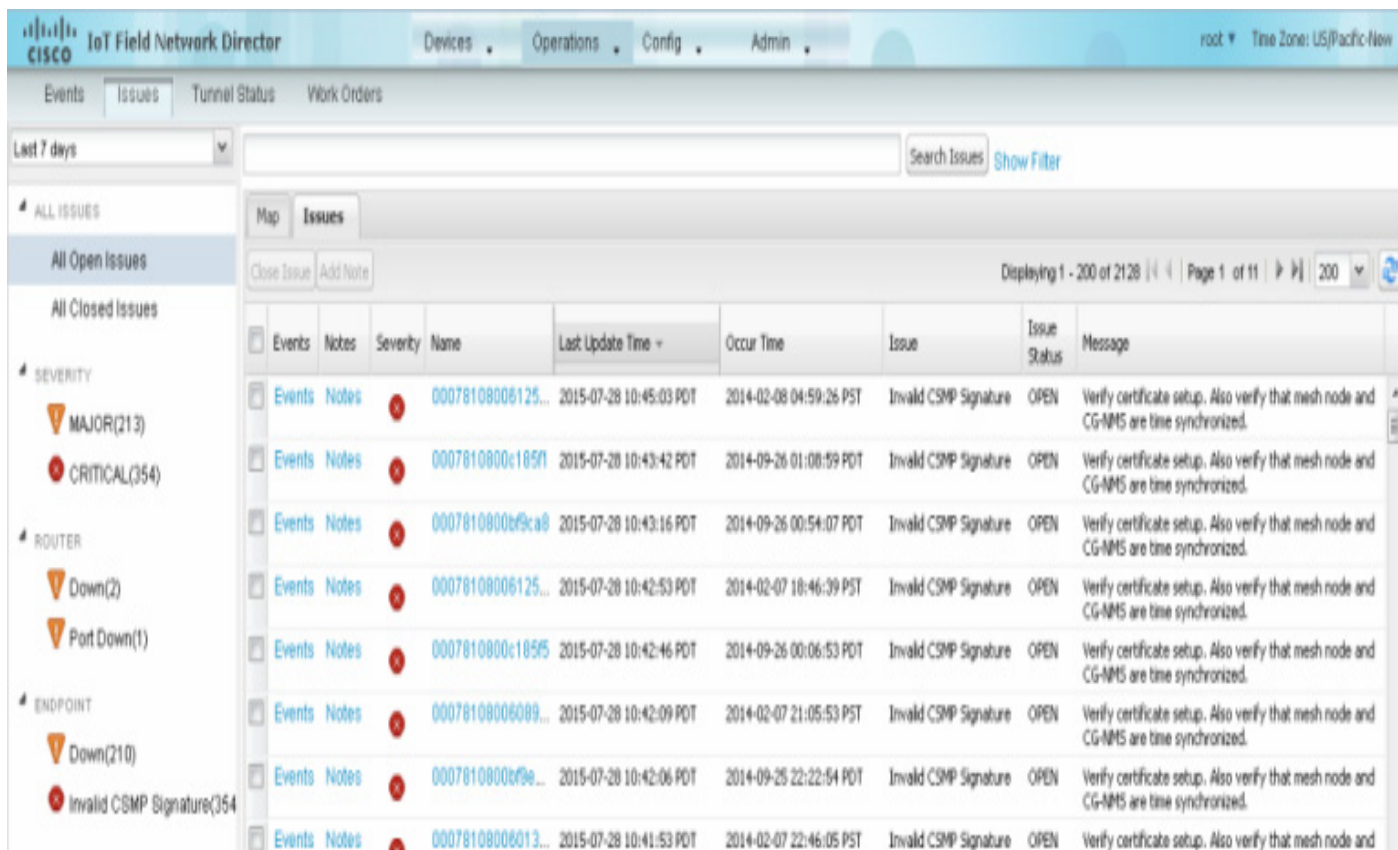 CISCO IoT Field Network Director Devices Operations Config Admin root Time Zone: US/Pacific-New
Events Issues Tunnel Status Work Orders
Last 7 days Search Issues Show Filter
ALL ISSUES
All Open Issues
All Closed Issues
SEVERITY
MAJOR(213)
CRITICAL(354)
ROUTER
Down(2)
Port Down(1)
ENDPOINT
Down(210)
Invalid CSMP Signature(354
Map Issues
Close Issue Add Note Displaying 1 - 200 of 2128 Page 1 of 11 200
Events Notes Severity Name Last Update Time Occur Time Issue Issue Status Message
Events Notes 00078108006125... 2015-07-28 10:45:03 PDT 2014-02-08 04:59:26 PST Invalid CSMP Signature OPEN Verify certificate setup. Also verify that mesh node and
CG-NMS are time synchronized.
Events Notes 0007810800c185f1 2015-07-28 10:43:42 PDT 2014-09-26 01:08:59 PDT Invalid CSMP Signature OPEN Verify certificate setup. Also verify that mesh node and
CG-NMS are time synchronized.
Events Notes 0007810800bf9ca8 2015-07-28 10:43:16 PDT 2014-09-26 00:54:07 PDT Invalid CSMP Signature OPEN Verify certificate setup. Also verify that mesh node and
CG-NMS are time synchronized.
Events Notes 00078108006125... 2015-07-28 10:42:53 PDT 2014-02-07 18:46:39 PST Invalid CSMP Signature OPEN Verify certificate setup. Also verify that mesh node and
CG-NMS are time synchronized.
Events Notes 0007810800c185f5 2015-07-28 10:42:46 PDT 2014-09-26 00:06:53 PDT Invalid CSMP Signature OPEN Verify certificate setup. Also verify that mesh node and
CG-NMS are time synchronized.
Events Notes 00078108006089... 2015-07-28 10:42:09 PDT 2014-02-07 21:05:53 PST Invalid CSMP Signature OPEN Verify certificate setup. Also verify that mesh node and
CG-NMS are time synchronized.
Events Notes 0007810800bf9e... 2015-07-28 10:42:06 PDT 2014-09-25 22:22:54 PDT Invalid CSMP Signature OPEN Verify certificate setup. Also verify that mesh node and
CG-NMS are time synchronized.
Events Notes 00078108006013... 2015-07-28 10:41:53 PDT 2014-02-07 22:46:05 PST Invalid CSMP Signature OPEN Verify certificate setup. Also verify that mesh node and